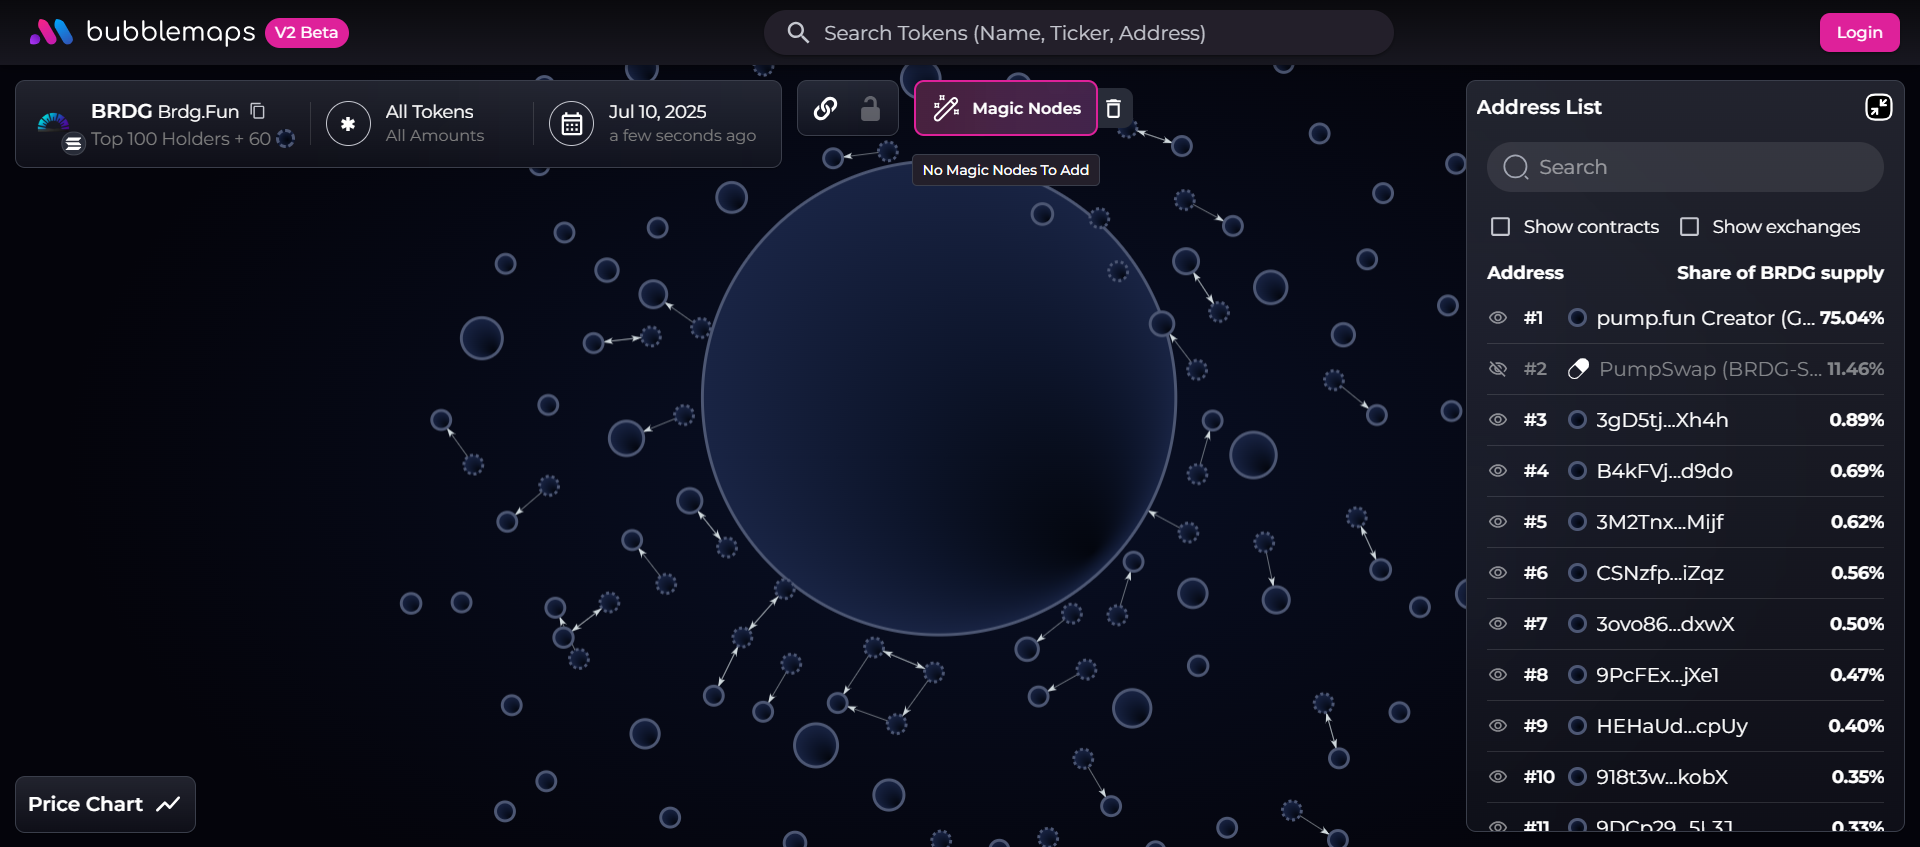 bubblemaps V2 Beta
Search Tokens (Name, Ticker, Address)
Login
BRDG Brdg.Fun
Top 100 Holders + 60
All Tokens
All Amounts
Jul 10, 2025
a few seconds ago
Magic Nodes
No Magic Nodes To Add
Address List
Search
Show contracts
Show exchanges
Address Share of BRDG supply
#1 pump.fun Creator (G... 75.04%
#2 PumpSwap (BRDG-S... 11.46%
#3 3gD5tj...Xh4h 0.89%
#4 B4kFVj...d9do 0.69%
#5 3M2Tnx...Mijf 0.62%
#6 CSNzfp...iZqz 0.56%
#7 3ovo86...dxwX 0.50%
#8 9PcFEx...jXe1 0.47%
#9 HEHaUd...cpUy 0.40%
#10 918t3w...kobX 0.35%
#11 0.33%
Price Chart